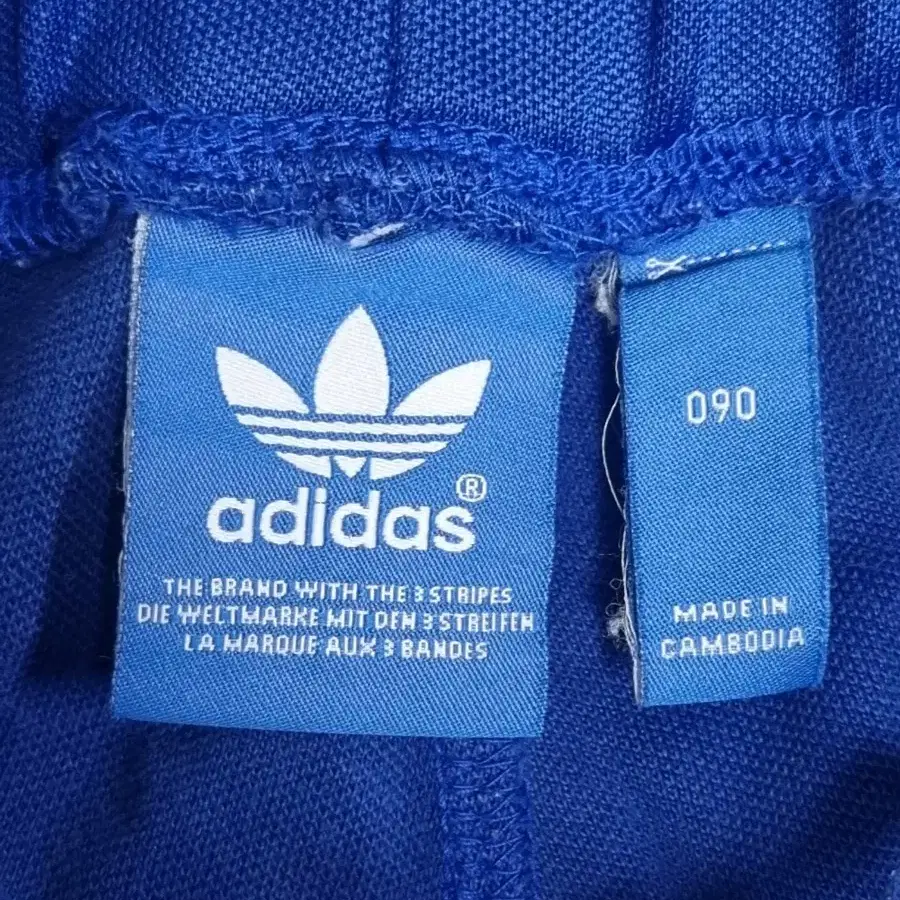 adidas®
THE BRAND WITH THE 3 STRIPES
DIE WELTMARKE MIT DEN 3 STREIFEN
LA MARQUE AUX 3 BANDES
090
MADE IN
CAMBODIA